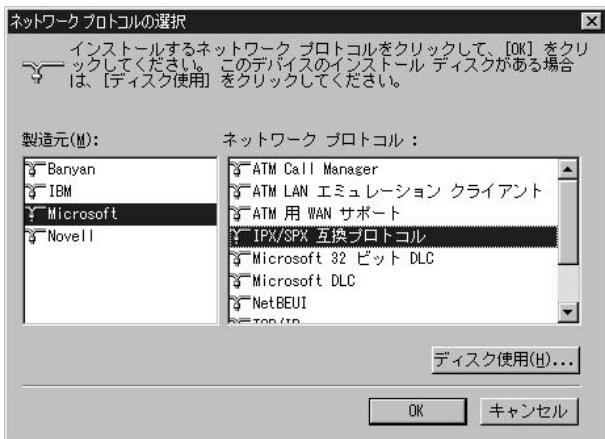 ネットワーク プロトコルの選択
インストールするネットワーク プロトコルをクリックして、[OK] をクリ
ックしてください。 このデバイスのインストール ディスクがある場合
は、[ディスク使用] をクリックしてください。
製造元(M):
Banyan
IBM
Microsoft
Novell
ネットワーク プロトコル :
ATM Call Manager
ATM LAN エミュレーション クライアント
ATM 用 WAN サポート
IPX/SPX 互換プロトコル
Microsoft 32 ビット DLC
Microsoft DLC
NetBEUI
TCP/IP
ディスク使用(H)...
OK
キャンセル